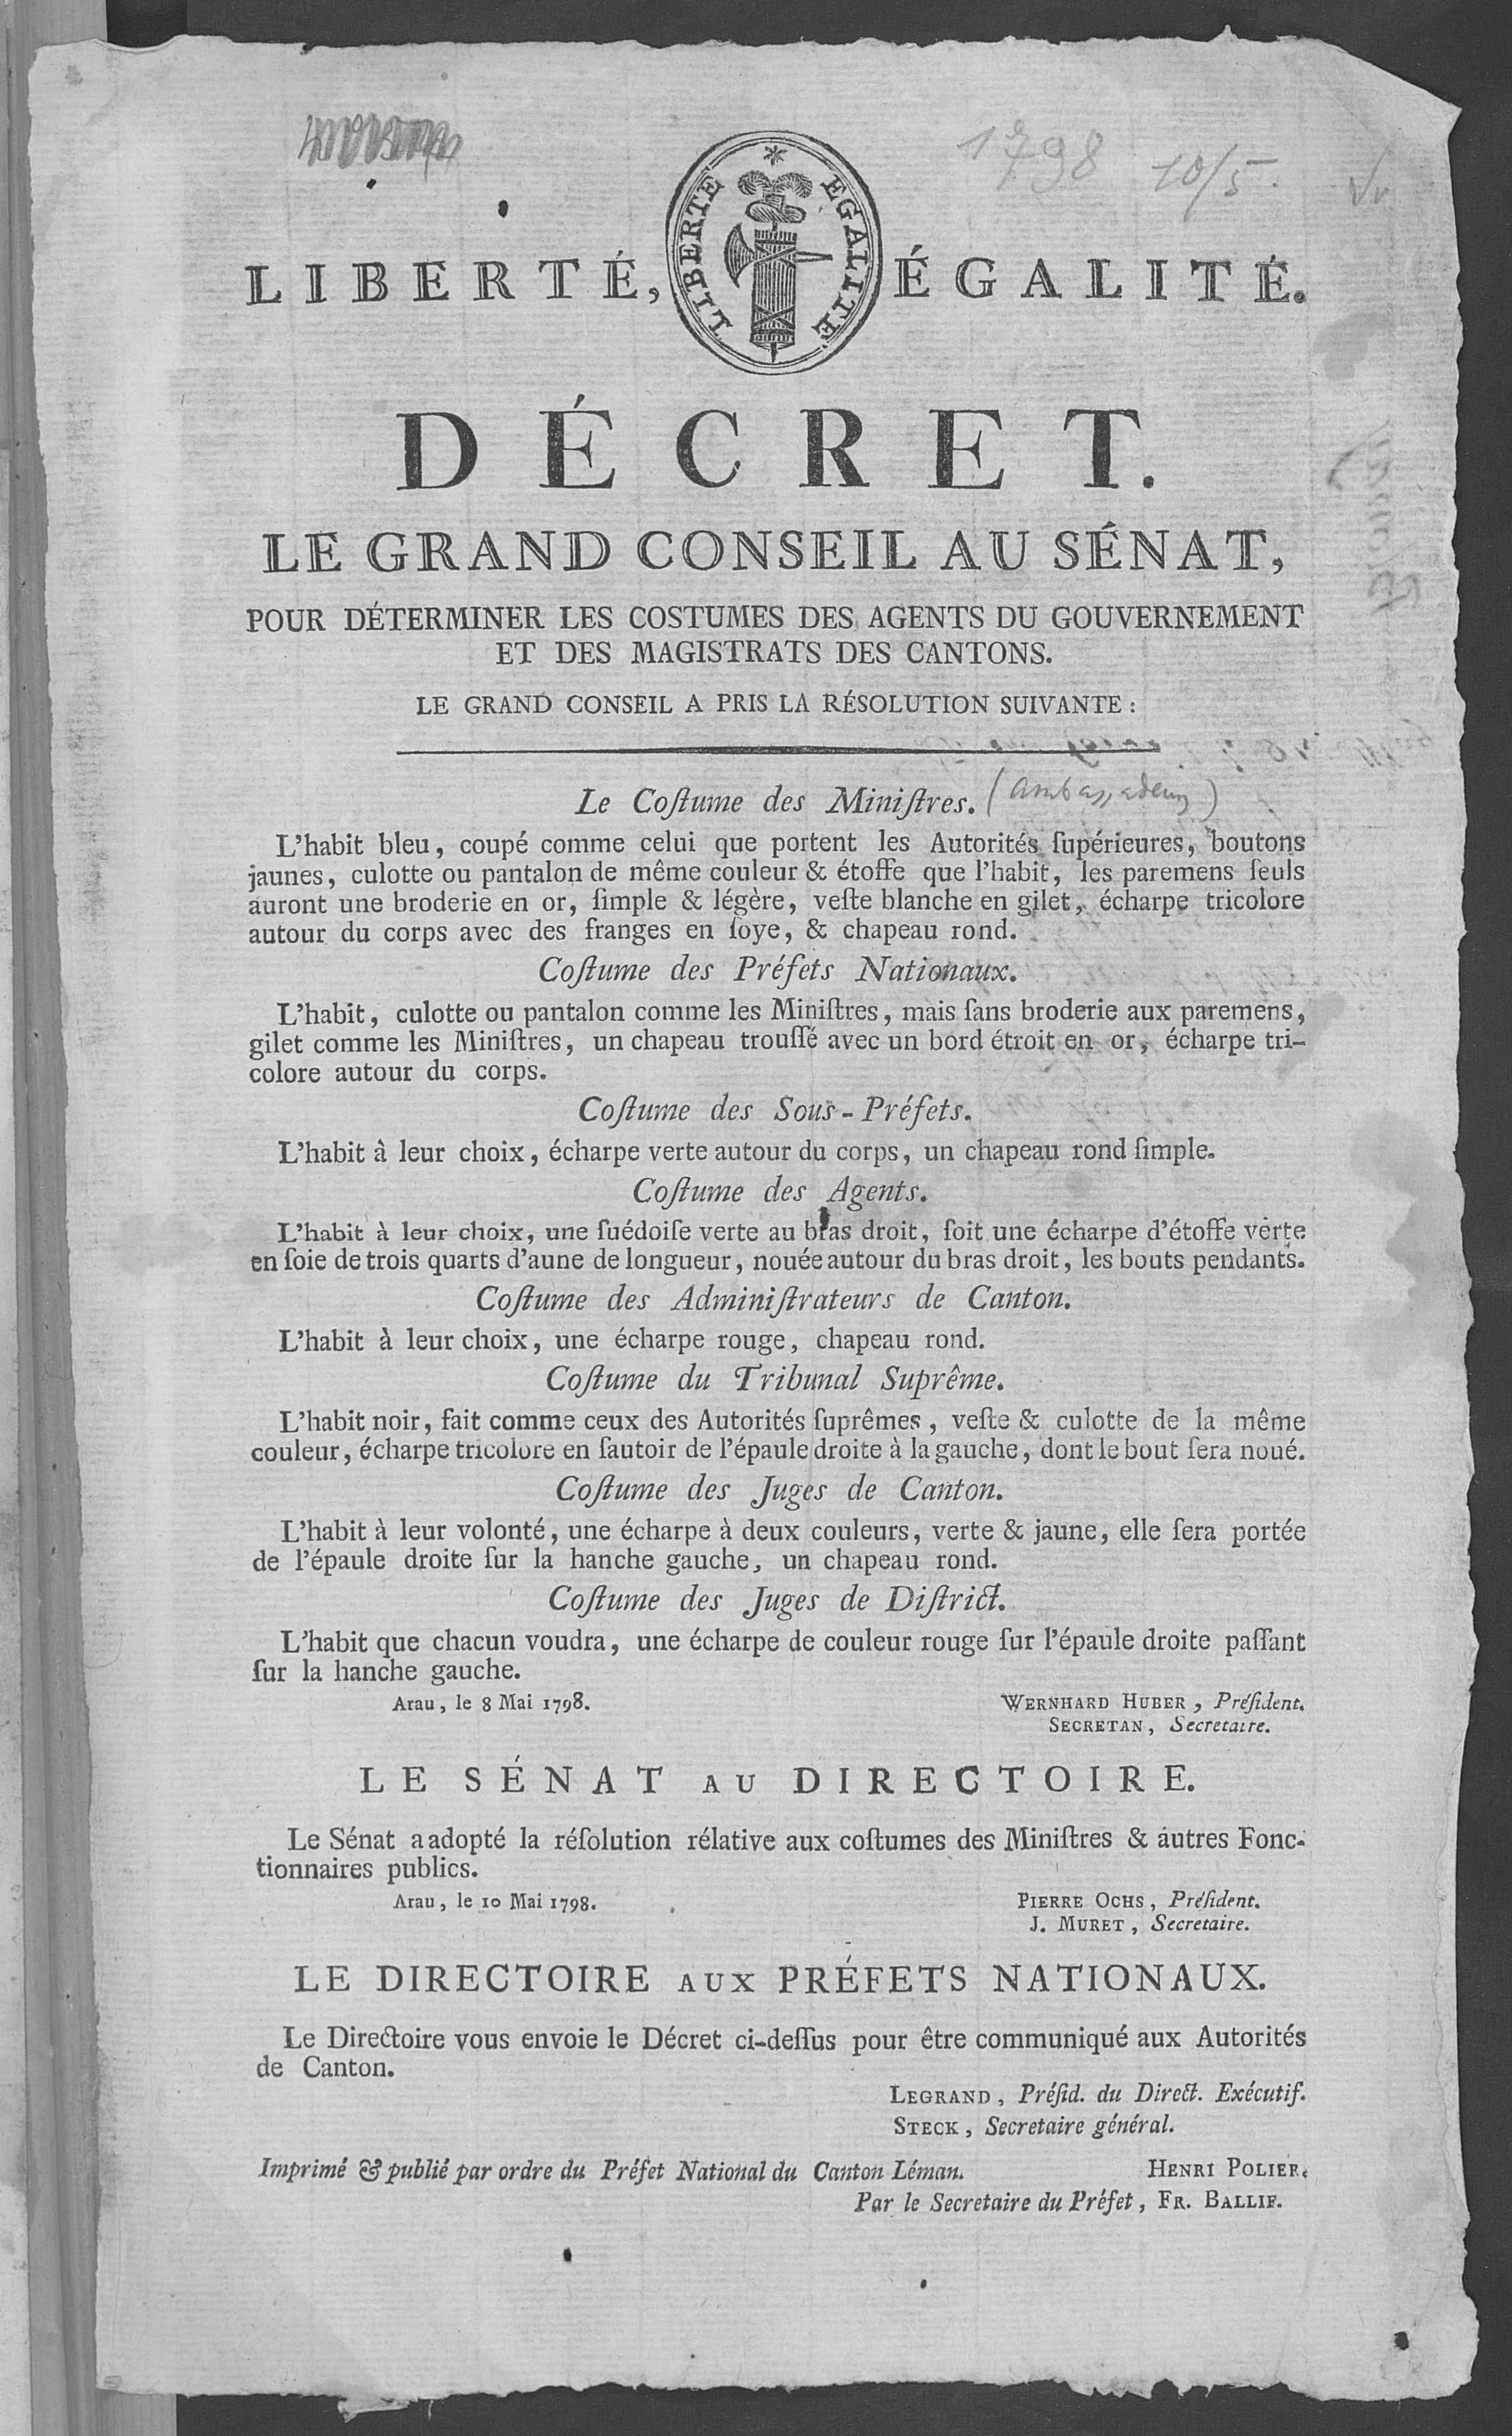 1798 10/5.
LIBERTE EGALITE
LIBERTÉ, ÉGALITÉ.
DÉCRET.
LE GRAND CONSEIL AU SÉNAT,
POUR DÉTERMINER LES COSTUMES DES AGENTS DU GOUVERNEMENT
ET DES MAGISTRATS DES CANTONS.
LE GRAND CONSEIL A PRIS LA RÉSOLUTION SUIVANTE :
Le Coſtume des Miniſtres. (ambassadeurs)
L'habit bleu, coupé comme celui que portent les Autorités ſupérieures, boutons
jaunes, culotte ou pantalon de même couleur & étoffe que l'habit, les paremens ſeuls
auront une broderie en or, ſimple & légère, veſte blanche en gilet, écharpe tricolore
autour du corps avec des franges en ſoye, & chapeau rond.
Coſtume des Préfets Nationaux.
L'habit, culotte ou pantalon comme les Miniſtres, mais ſans broderie aux paremens,
gilet comme les Miniſtres, un chapeau trouſſé avec un bord étroit en or, écharpe tri-
colore autour du corps.
Coſtume des Sous-Préfets.
L'habit à leur choix, écharpe verte autour du corps, un chapeau rond ſimple.
Coſtume des Agents.
L'habit à leur choix, une ſuédoiſe verte au bras droit, ſoit une écharpe d'étoffe verte
en ſoie de trois quarts d'aune de longueur, nouée autour du bras droit, les bouts pendants.
Coſtume des Adminiſtrateurs de Canton.
L'habit à leur choix, une écharpe rouge, chapeau rond.
Coſtume du Tribunal Suprême.
L'habit noir, fait comme ceux des Autorités ſuprêmes, veſte & culotte de la même
couleur, écharpe tricolore en ſautoir de l'épaule droite à la gauche, dont le bout ſera noué.
Coſtume des Juges de Canton.
L'habit à leur volonté, une écharpe à deux couleurs, verte & jaune, elle ſera portée
de l'épaule droite ſur la hanche gauche, un chapeau rond.
Coſtume des Juges de Diſtrict.
L'habit que chacun voudra, une écharpe de couleur rouge ſur l'épaule droite paſſant
ſur la hanche gauche.
Arau, le 8 Mai 1798. WERNHARD HUBER, Préſident.
SECRETAN, Secretaire.
LE SÉNAT AU DIRECTOIRE.
Le Sénat a adopté la réſolution rélative aux coſtumes des Miniſtres & autres Fonc-
tionnaires publics.
Arau, le 10 Mai 1798. PIERRE OCHS, Préſident.
J. MURET, Secretaire.
LE DIRECTOIRE AUX PRÉFETS NATIONAUX.
Le Directoire vous envoie le Décret ci-deſſus pour être communiqué aux Autorités
de Canton.
LEGRAND, Préſid. du Direct. Exécutif.
STECK, Secretaire général.
Imprimé & publié par ordre du Préfet National du Canton Léman. HENRI POLIER.
Par le Secretaire du Préfet, FR. BALLIF.